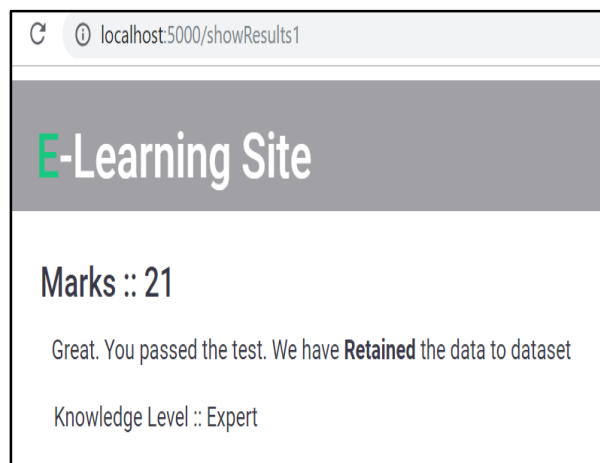 localhost:5000/showResults1
E-Learning Site
Marks :: 21
Great. You passed the test. We have Retained the data to dataset
Knowledge Level :: Expert